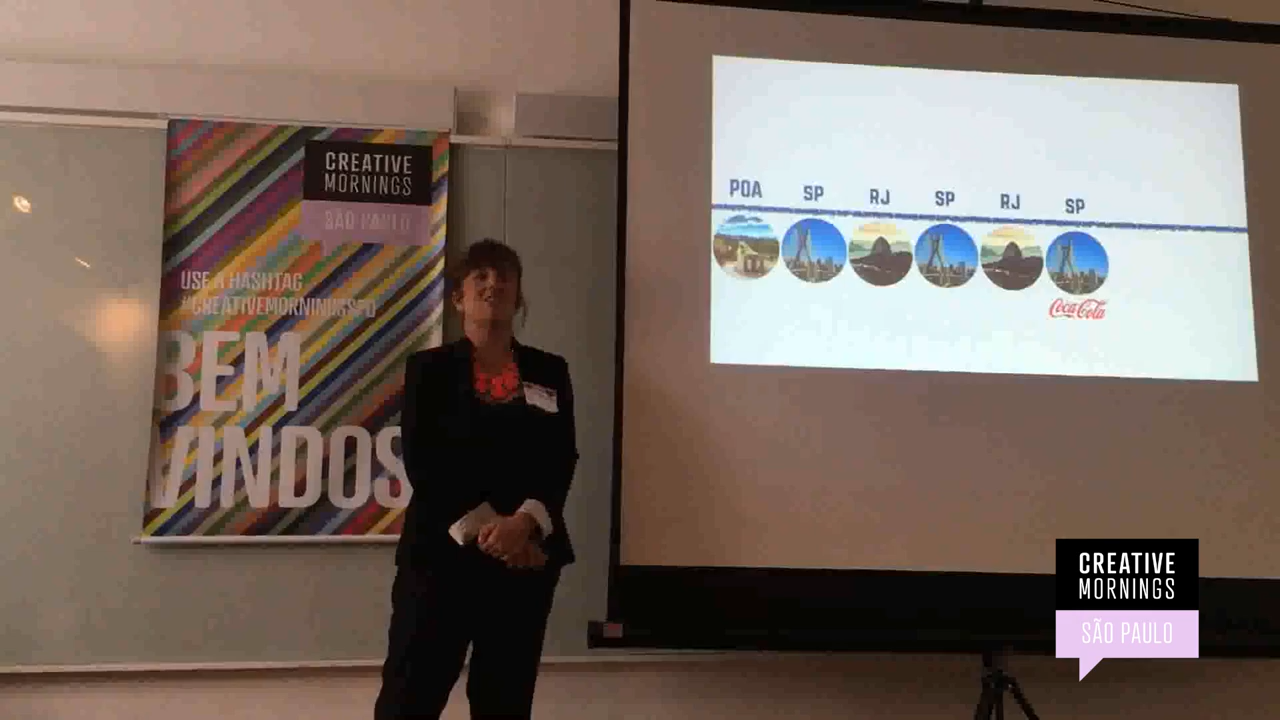 CREATIVE
MORNINGS
SÃO PAULO
USE A HASHTAG
#CREATIVEMORNINGSSPO
BEM
VINDOS
POA
SP
RJ
SP
RJ
SP
Coca-Cola
CREATIVE
MORNINGS
SÃO PAULO